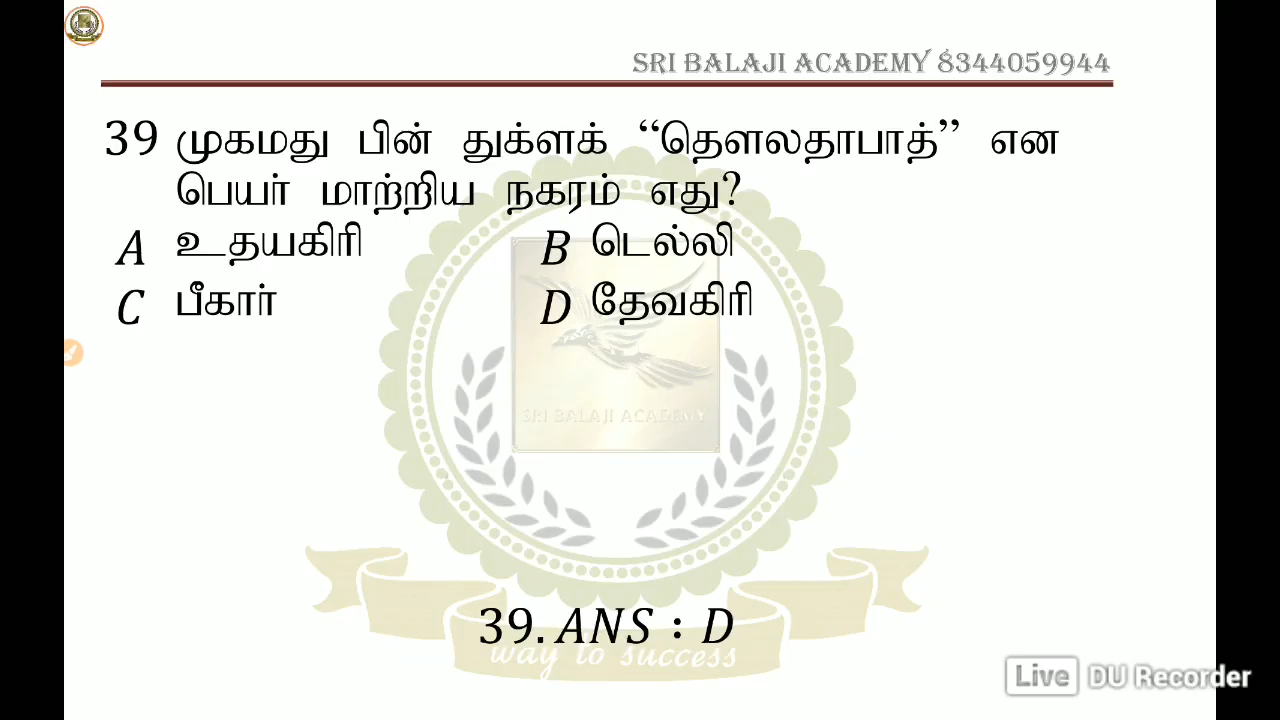 SRI BALAJI ACADEMY 8344059944
39 முகமது பின் துக்ளக் “தௌலதாபாத்” என
பெயர் மாற்றிய நகரம் எது?
A உதயகிரி B டெல்லி
C பீகார் D தேவகிரி
SRI BALAJI ACADEMY
39. ANS : D
way to success
Live DU Recorder